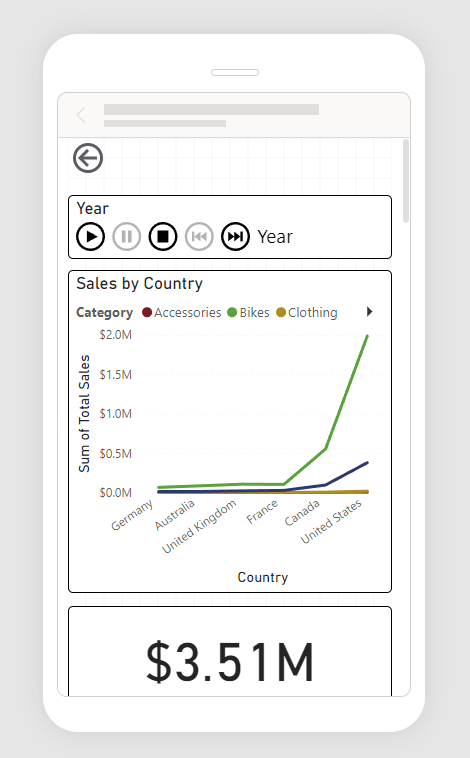 Year
Year
Sales by Country
Category Accessories Bikes Clothing
$2.0M
$1.5M
$1.0M
$0.5M
$0.0M
Sum of Total Sales
Germany
Australia
United Kingdom
France
Canada
United States
Country
$3.51M